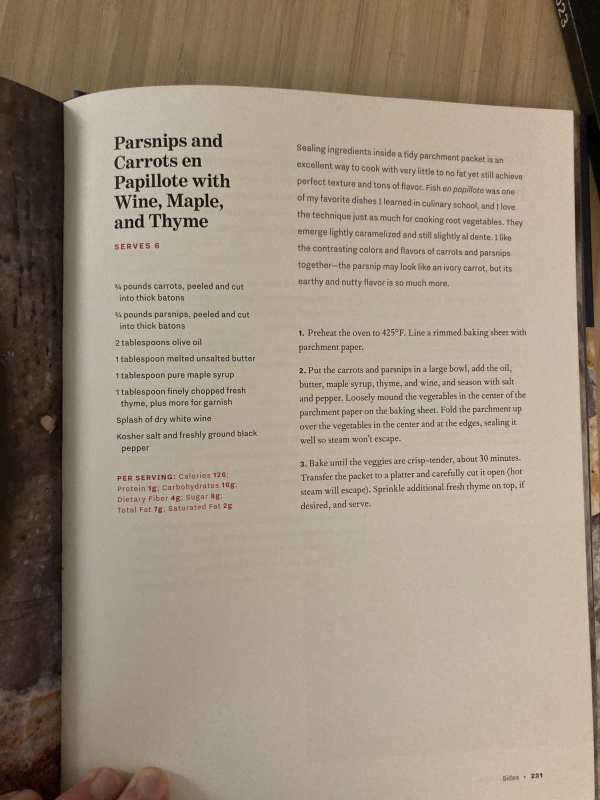 Parsnips and
Carrots en
Papillote with
Wine, Maple,
and Thyme
SERVES 6
¾ pounds carrots, peeled and cut
into thick batons
¾ pounds parsnips, peeled and cut
into thick batons
2 tablespoons olive oil
1 tablespoon melted unsalted butter
1 tablespoon pure maple syrup
1 tablespoon finely chopped fresh
thyme, plus more for garnish
Splash of dry white wine
Kosher salt and freshly ground black
pepper
PER SERVING: Calories 126;
Protein 1g; Carbohydrates 16g;
Dietary Fiber 4g; Sugar 8g;
Total Fat 7g; Saturated Fat 2g
Sealing ingredients inside a tidy parchment packet is an
excellent way to cook with very little to no fat yet still achieve
perfect texture and tons of flavor. Fish en papillote was one
of my favorite dishes I learned in culinary school, and I love
the technique just as much for cooking root vegetables. They
emerge lightly caramelized and still slightly al dente. I like
the contrasting colors and flavors of carrots and parsnips
together—the parsnip may look like an ivory carrot, but its
earthy and nutty flavor is so much more.
1. Preheat the oven to 425°F. Line a rimmed baking sheet with
parchment paper.
2. Put the carrots and parsnips in a large bowl, add the oil,
butter, maple syrup, thyme, and wine, and season with salt
and pepper. Loosely mound the vegetables in the center of the
parchment paper on the baking sheet. Fold the parchment up
over the vegetables in the center and at the edges, sealing it
well so steam won't escape.
3. Bake until the veggies are crisp-tender, about 30 minutes.
Transfer the packet to a platter and carefully cut it open (hot
steam will escape). Sprinkle additional fresh thyme on top, if
desired, and serve.
Sides • 231